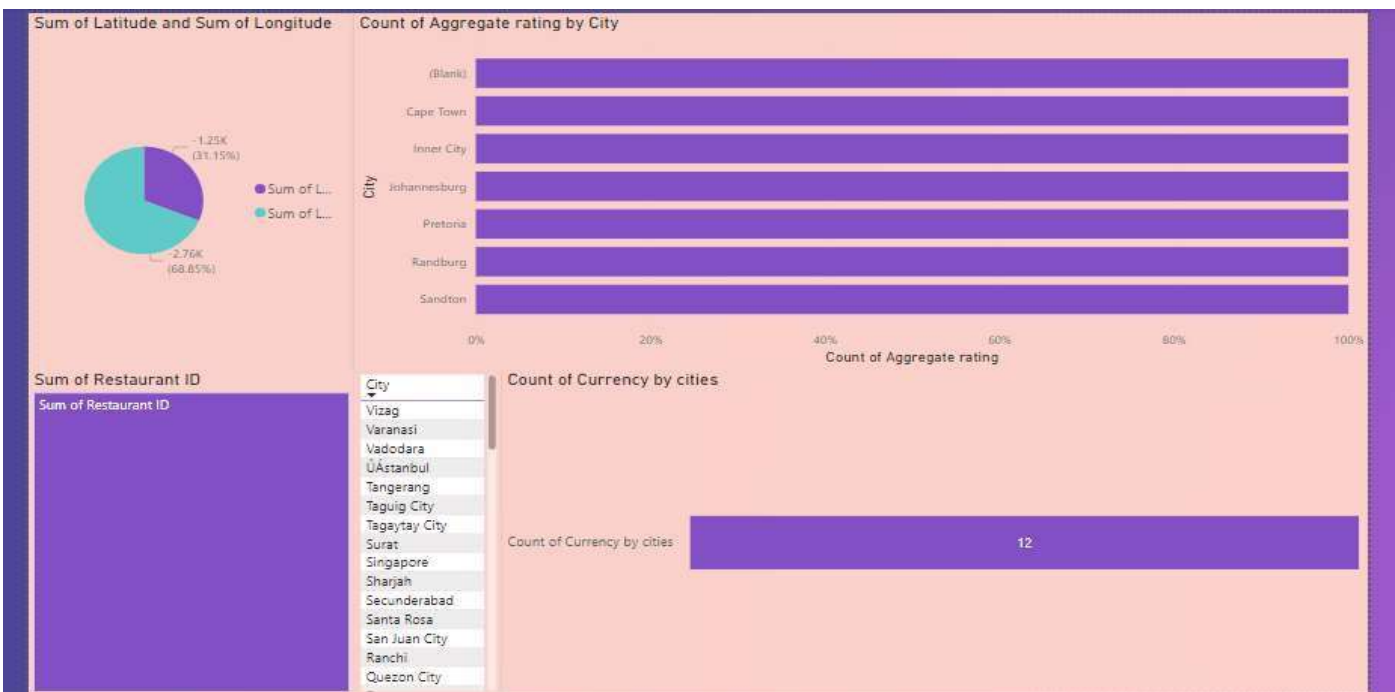 Sum of Latitude and Sum of Longitude
-1.25K
(31.15%)
Sum of L...
Sum of L...
-2.76K
(68.85%)
Count of Aggregate rating by City
City
(Blank)
Cape Town
Inner City
Johannesburg
Pretoria
Randburg
Sandton
0% 20% 40% 60% 80% 100%
Count of Aggregate rating
Sum of Restaurant ID
Sum of Restaurant ID
City
Vizag
Varanasi
Vadodara
ÛÁstanbul
Tangerang
Taguig City
Tagaytay City
Surat
Singapore
Sharjah
Secunderabad
Santa Rosa
San Juan City
Ranchi
Quezon City
Count of Currency by cities
Count of Currency by cities
12